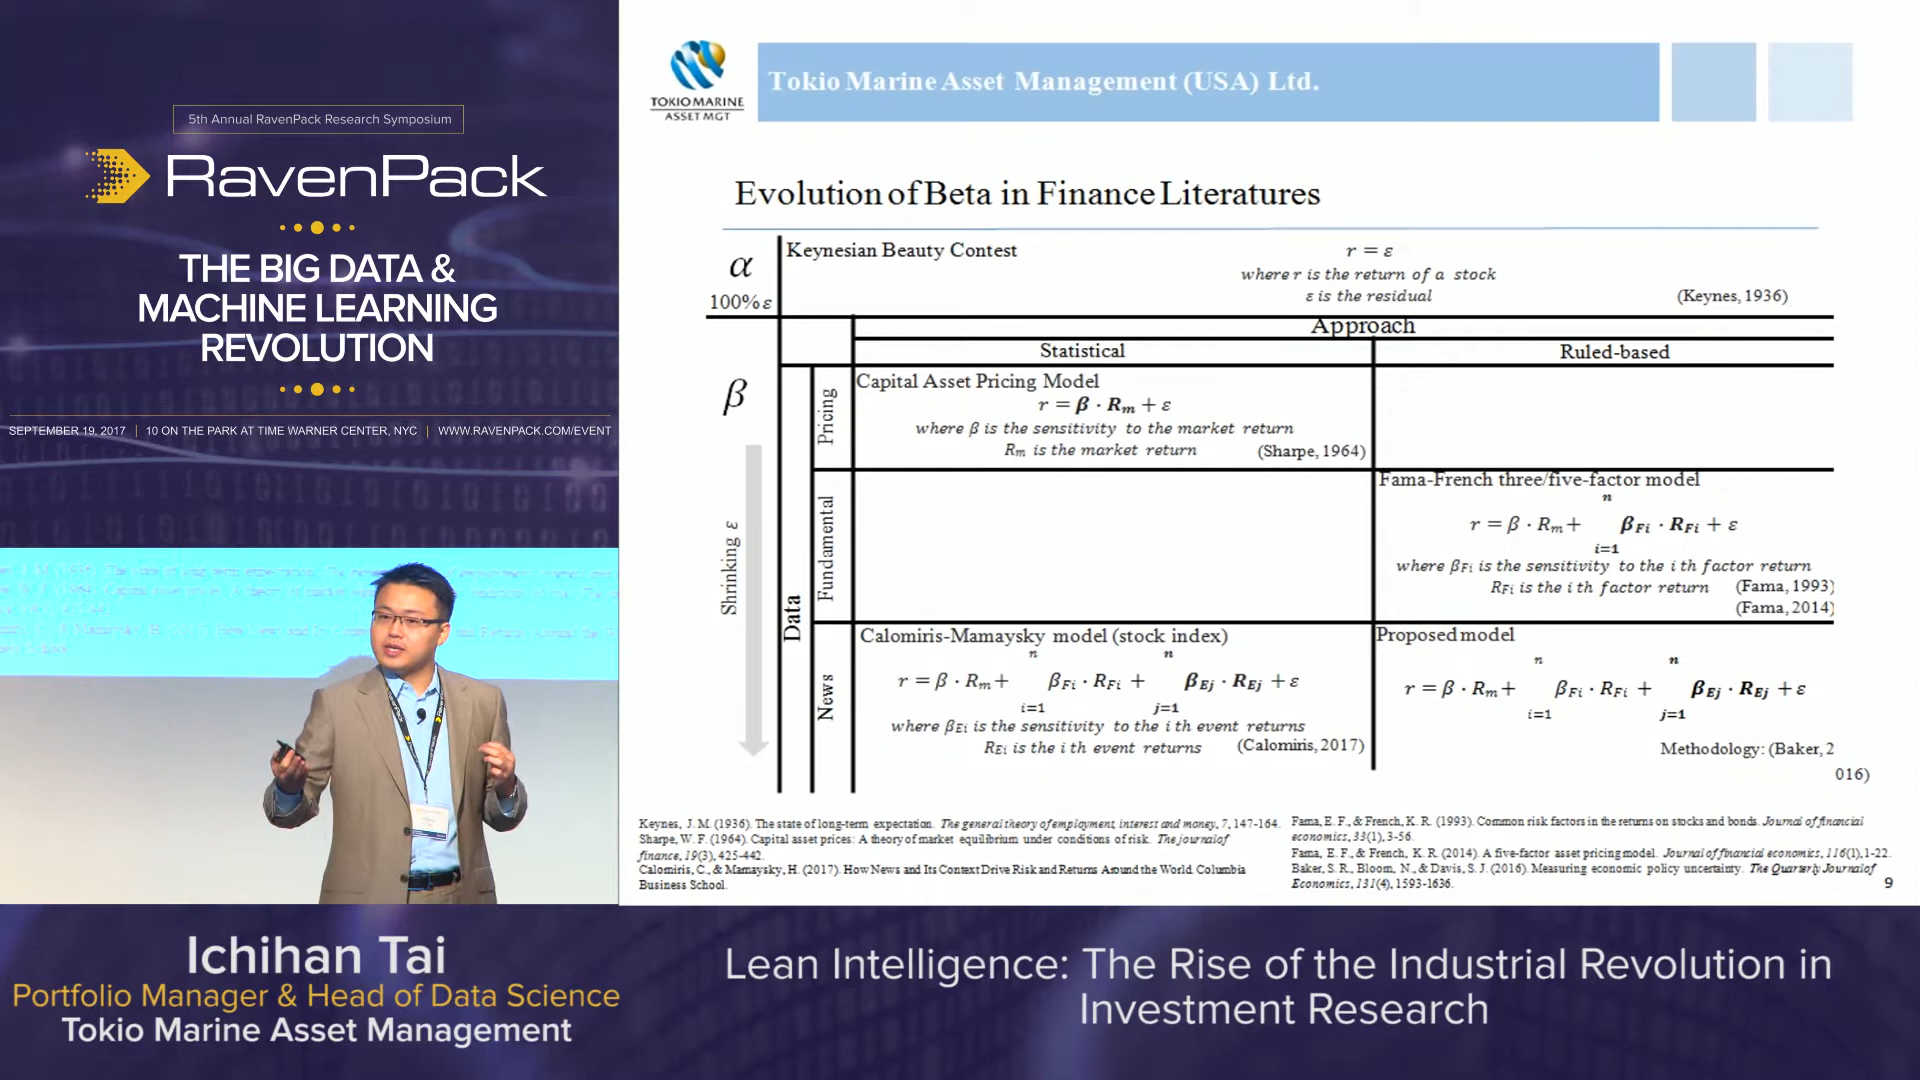 5th Annual RavenPack Research Symposium
RavenPack
THE BIG DATA &
MACHINE LEARNING
REVOLUTION
SEPTEMBER 19, 2017 | 10 ON THE PARK AT TIME WARNER CENTER, NYC | WWW.RAVENPACK.COM/EVENT
TOKIO MARINE
ASSET MGT
Tokio Marine Asset Management (USA) Ltd.
Evolution of Beta in Finance Literatures
α
100% ε
Keynesian Beauty Contest
r = ε
where r is the return of a stock
ε is the residual
(Keynes, 1936)
Approach
Statistical
Ruled-based
β
Shrinking ε
Data
Pricing
Capital Asset Pricing Model
r = β · Rm + ε
where β is the sensitivity to the market return
Rm is the market return
(Sharpe, 1964)
Fundamental
Fama-French three/five-factor model
n
r = β · Rm + βFi · RFi + ε
i=1
where βFi is the sensitivity to the i th factor return
RFi is the i th factor return
(Fama, 1993)
(Fama, 2014)
News
Calomiris-Mamaysky model (stock index)
n n
r = β · Rm + βFi · RFi + βEj · REj + ε
i=1 j=1
where βEi is the sensitivity to the i th event returns
REi is the i th event returns
(Calomiris, 2017)
Proposed model
n n
r = β · Rm + βFi · RFi + βEj · REj + ε
i=1 j=1
Methodology: (Baker, 2
016)
Keynes, J. M. (1936). The state of long-term expectation. The general theory of employment, interest and money, 7, 147-164.
Sharpe, W. F. (1964). Capital asset prices: A theory of market equilibrium under conditions of risk. The journal of
finance, 19(3), 425-442.
Calomiris, C., & Mamaysky, H. (2017). How News and Its Context Drive Risk and Returns Around the World. Columbia
Business School.
Fama, E. F., & French, K. R. (1993). Common risk factors in the returns on stocks and bonds. Journal of financial
economics, 33(1), 3-56.
Fama, E. F., & French, K. R. (2014). A five-factor asset pricing model. Journal of financial economics, 116(1), 1-22.
Baker, S. R., Bloom, N., & Davis, S. J. (2016). Measuring economic policy uncertainty. The Quarterly Journal of
Economics, 131(4), 1593-1636.
9
Ichihan Tai
Portfolio Manager & Head of Data Science
Tokio Marine Asset Management
Lean Intelligence: The Rise of the Industrial Revolution in
Investment Research